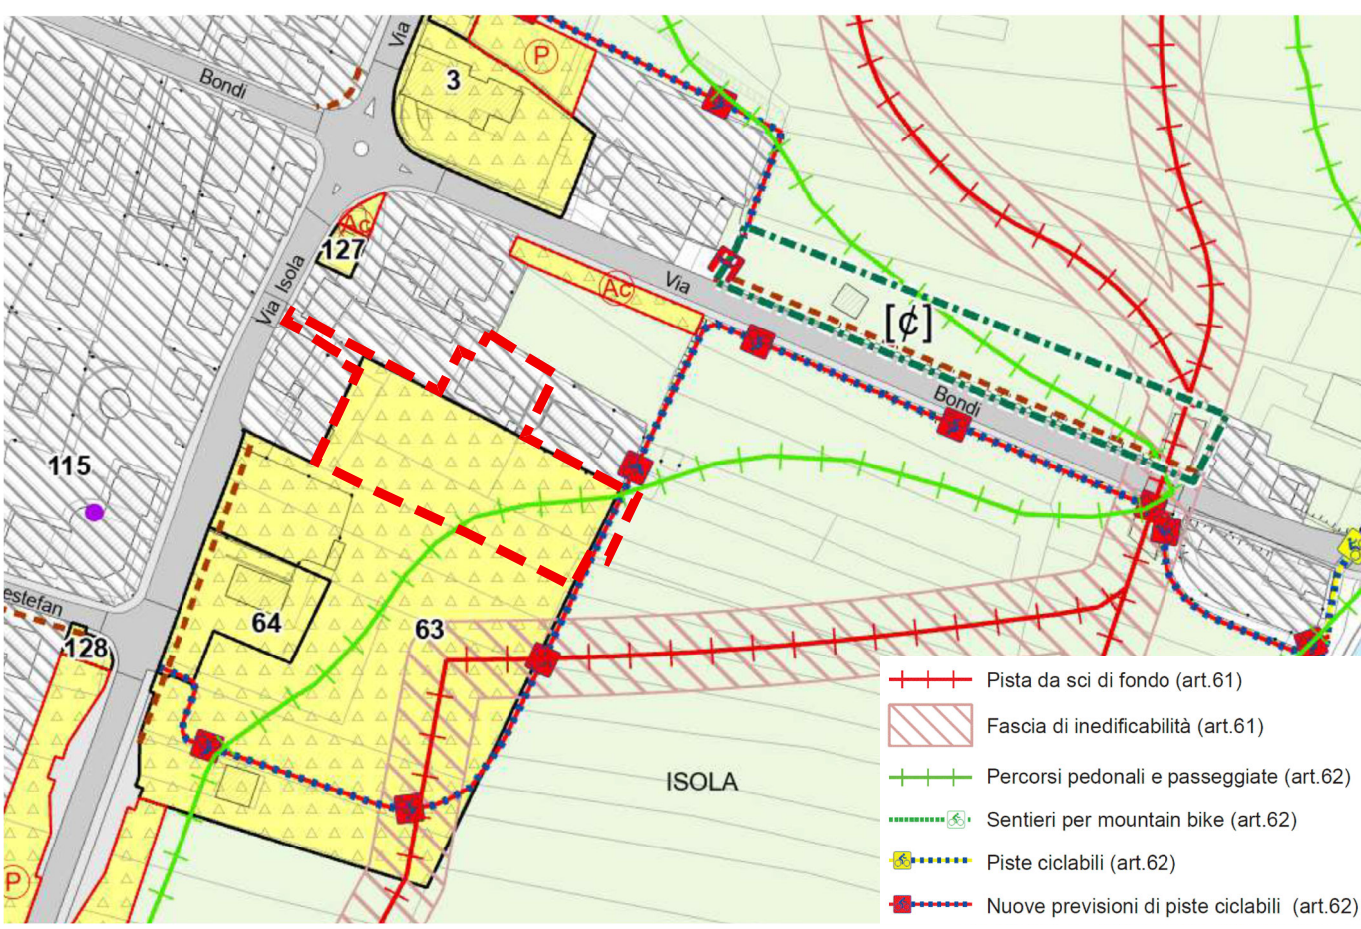 Via
Bondi
3
P
Ac
127
Via Isola
Ac
Via
[¢]
Bondi
115
estefan
64
63
128
P
ISOLA
Pista da sci di fondo (art.61)
Fascia di inedificabilità (art.61)
Percorsi pedonali e passeggiate (art.62)
Sentieri per mountain bike (art.62)
Piste ciclabili (art.62)
Nuove previsioni di piste ciclabili (art.62)